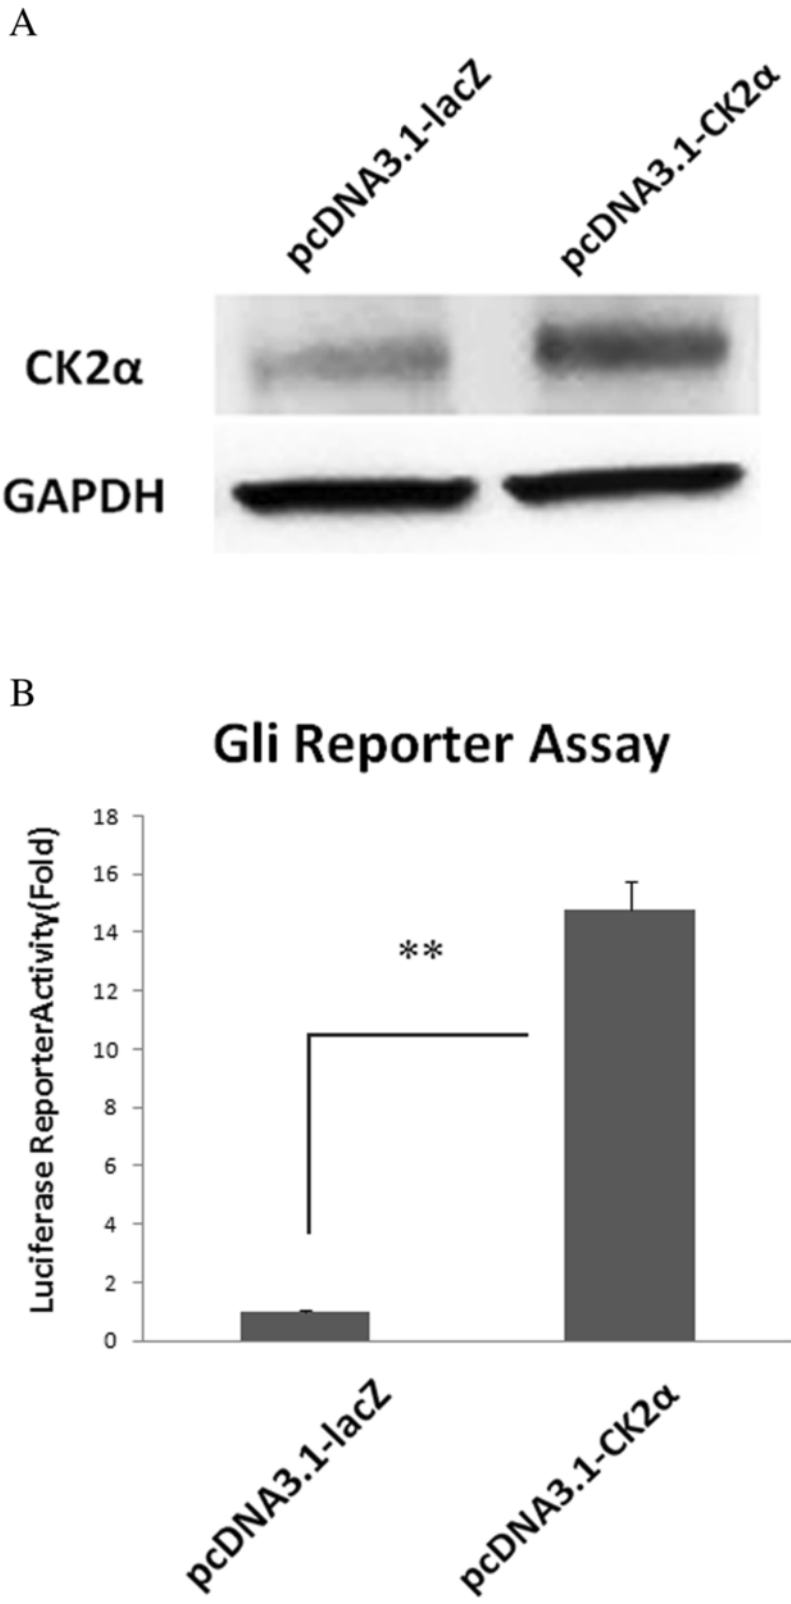 A
pcDNA3.1-lacZ
pcDNA3.1-CK2α
CK2α
GAPDH
B
Gli Reporter Assay
Luciferase ReporterActivity(Fold)
18
16
14
12
10
8
6
4
2
0
**
pcDNA3.1-lacZ
pcDNA3.1-CK2α